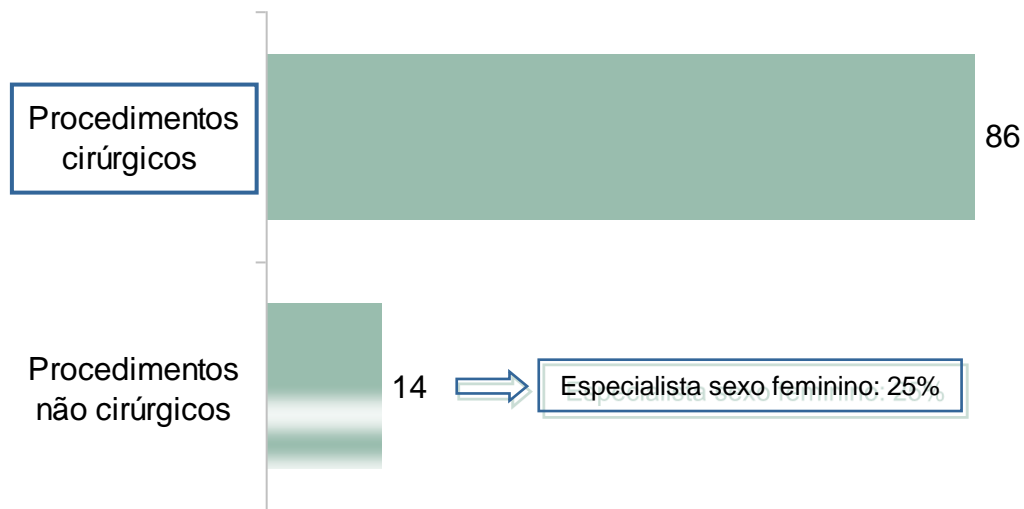 Procedimentos
cirúrgicos
86
Procedimentos
não cirúrgicos
14
Especialista sexo feminino: 25%